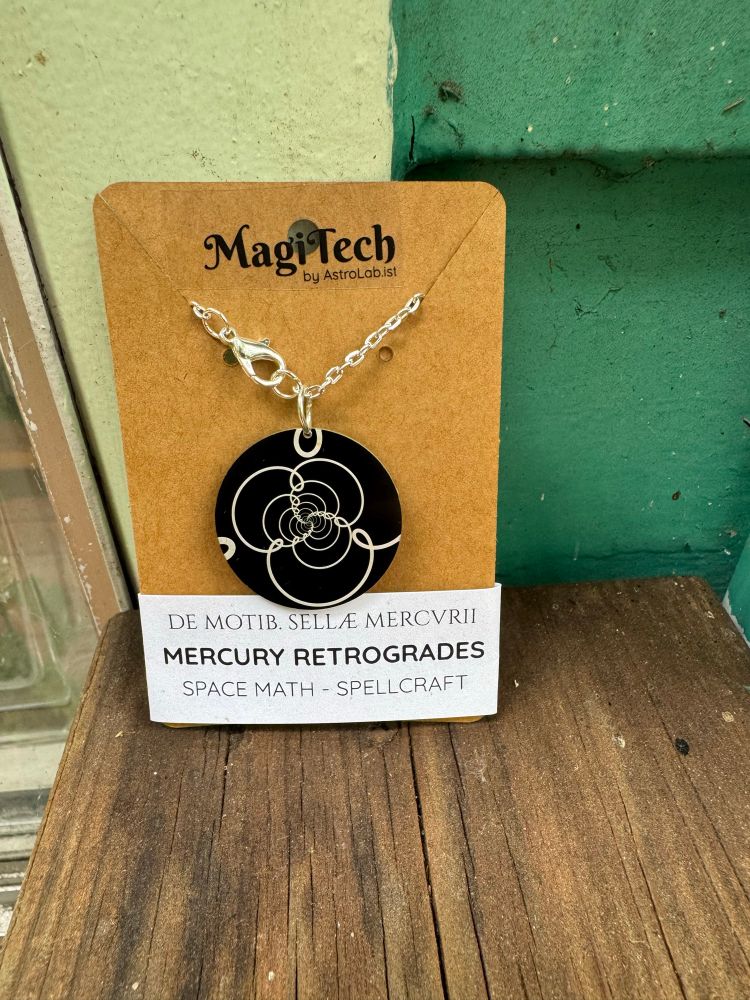 MagiTech
by AstroLab.ist
DE MOTIB. SELLÆ MERCVRII
MERCURY RETROGRADES
SPACE MATH - SPELLCRAFT